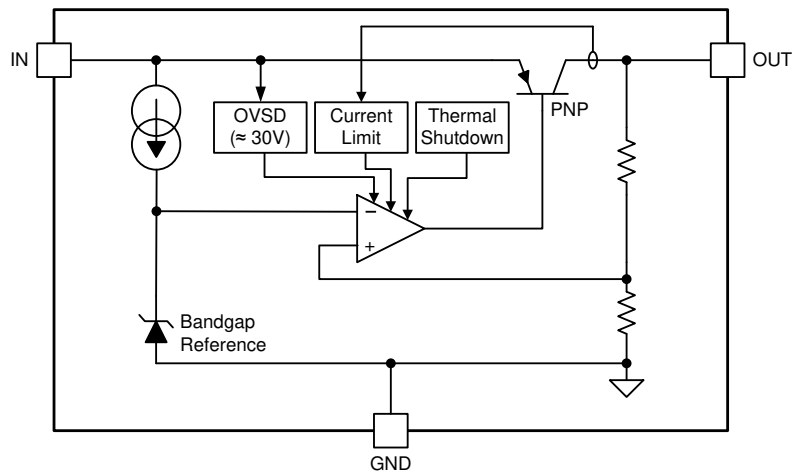 IN
OUT
OVSD
(≈ 30V)
Current
Limit
Thermal
Shutdown
PNP
−
+
Bandgap
Reference
GND